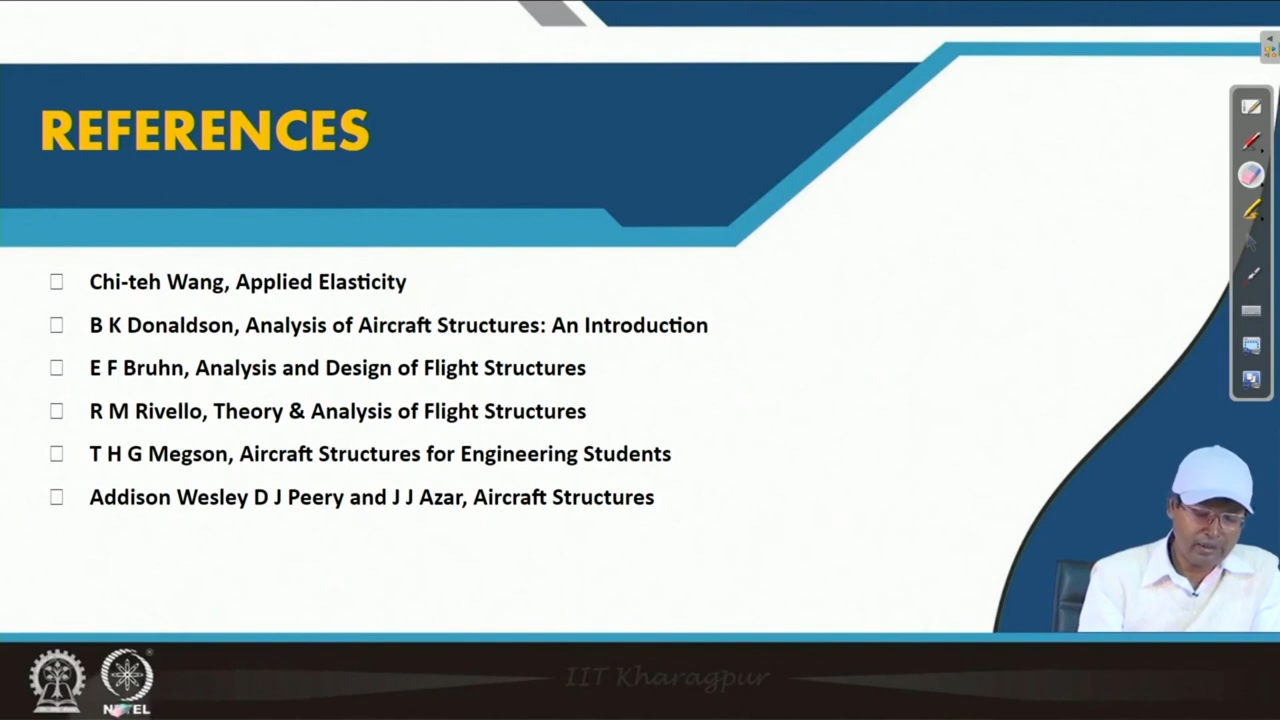 REFERENCES
Chi-teh Wang, Applied Elasticity
B K Donaldson, Analysis of Aircraft Structures: An Introduction
E F Bruhn, Analysis and Design of Flight Structures
R M Rivello, Theory & Analysis of Flight Structures
T H G Megson, Aircraft Structures for Engineering Students
Addison Wesley D J Peery and J J Azar, Aircraft Structures
IIT Kharagpur
NPTEL